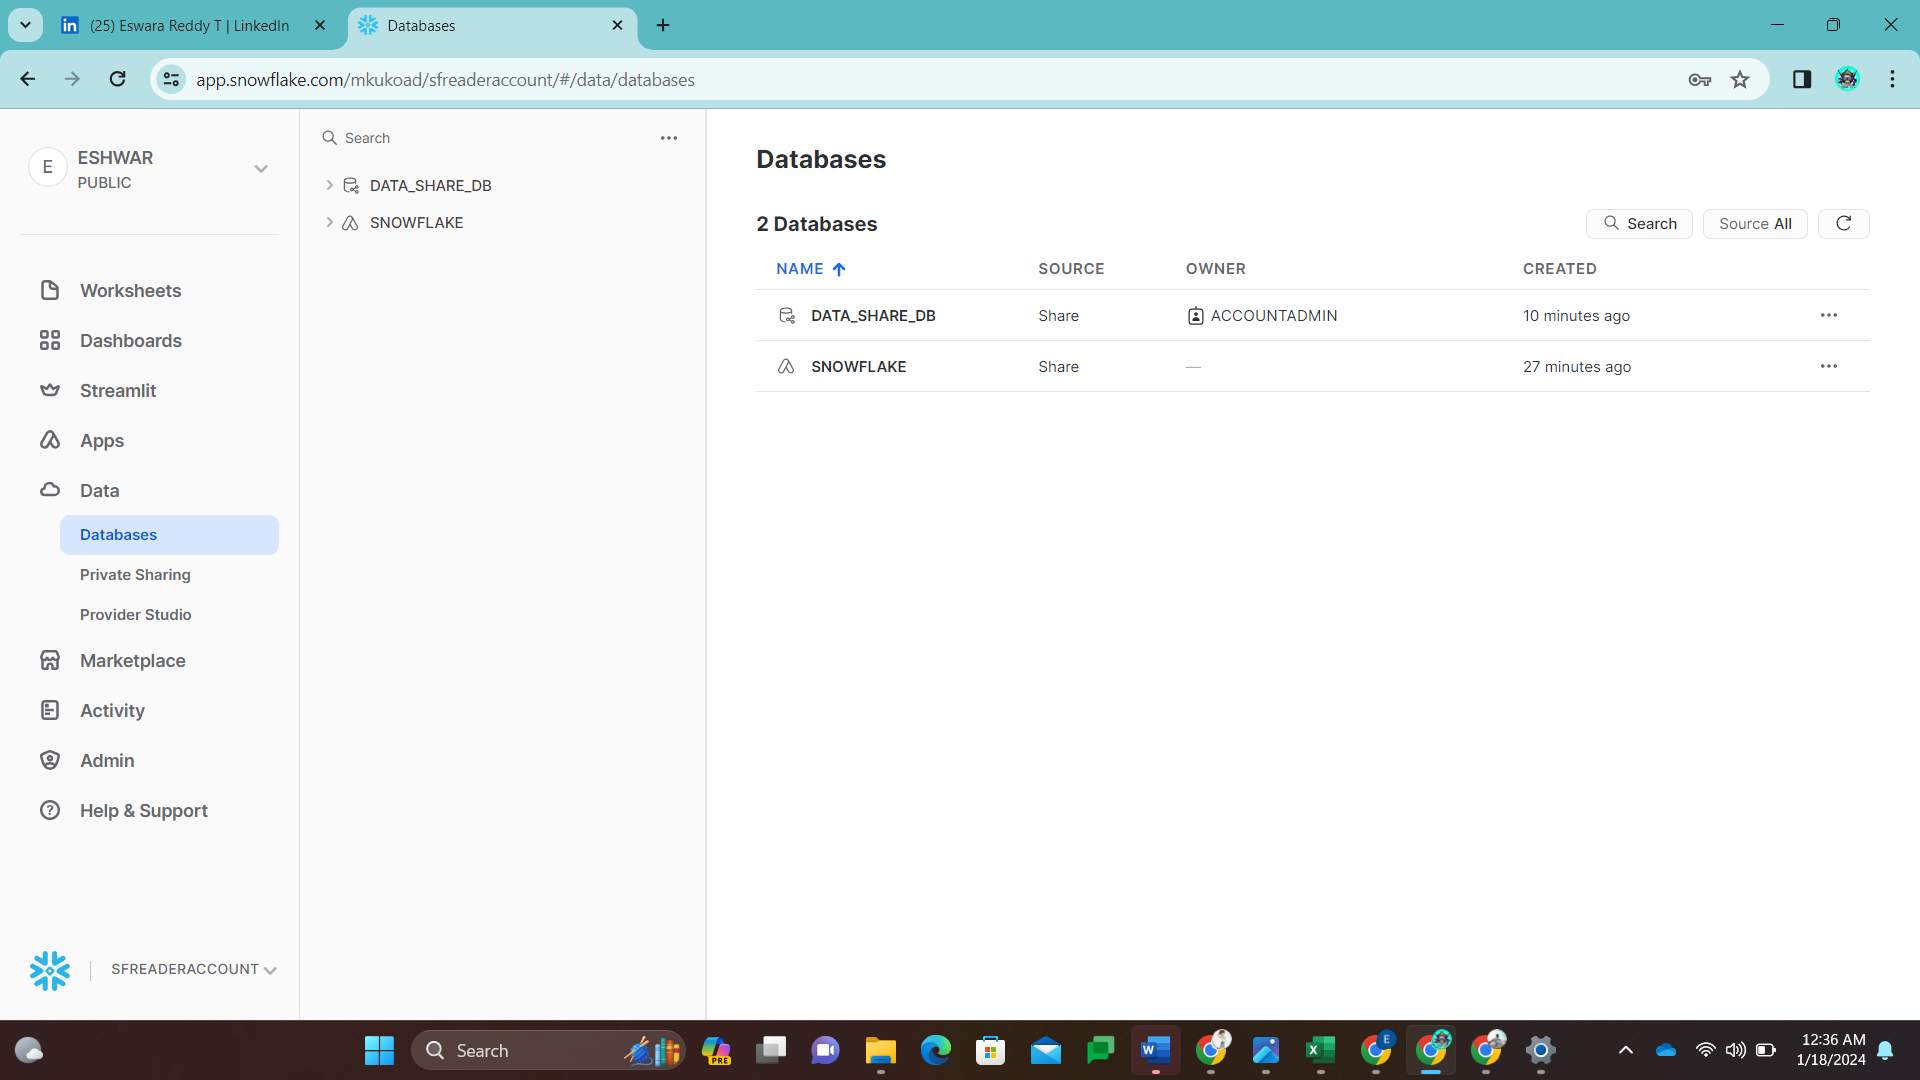 (25) Eswara Reddy T | LinkedIn
Databases
app.snowflake.com/mkukoad/sfreaderaccount/#/data/databases
E
ESHWAR
PUBLIC
Worksheets
Dashboards
Streamlit
Apps
Data
Databases
Private Sharing
Provider Studio
Marketplace
Activity
Admin
Help & Support
SFREADERACCOUNT
Search
DATA_SHARE_DB
SNOWFLAKE
Databases
2 Databases
Search
Source All
NAME SOURCE OWNER CREATED
DATA_SHARE_DB Share ACCOUNTADMIN 10 minutes ago
SNOWFLAKE Share — 27 minutes ago
Search
PRE
W
X
E
12:36 AM
1/18/2024